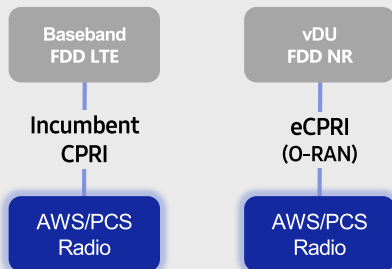 Baseband
FDD LTE
Incumbent
CPRI
AWS/PCS
Radio
vDU
FDD NR
eCPRI
(O-RAN)
AWS/PCS
Radio